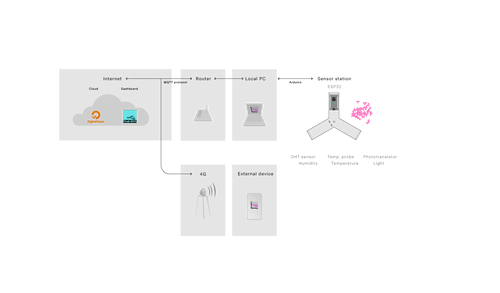 Internet
Router
Local PC
Sensor station
MQTT protocol
Arduino
ESP32
Cloud
Dashboard
DHT sensor
Humidity
Temp. probe
Temperature
Phototransistor
Light
4G
External device